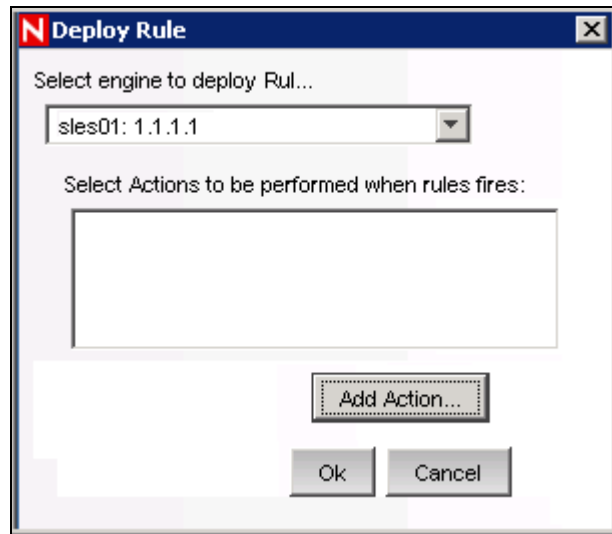 N Deploy Rule
Select engine to deploy Rul...
sles01: 1.1.1.1
Select Actions to be performed when rules fires:
Add Action...
Ok Cancel